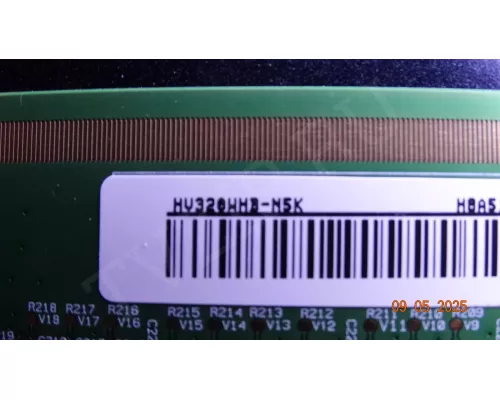 HV320WHB-N5K H8A5
09 05 2025
R218 R217 R216 R215 R214 R213 R212 R211 R210 R209
V18 V17 V16 V15 V14 V13 V12 V11 V10 V9